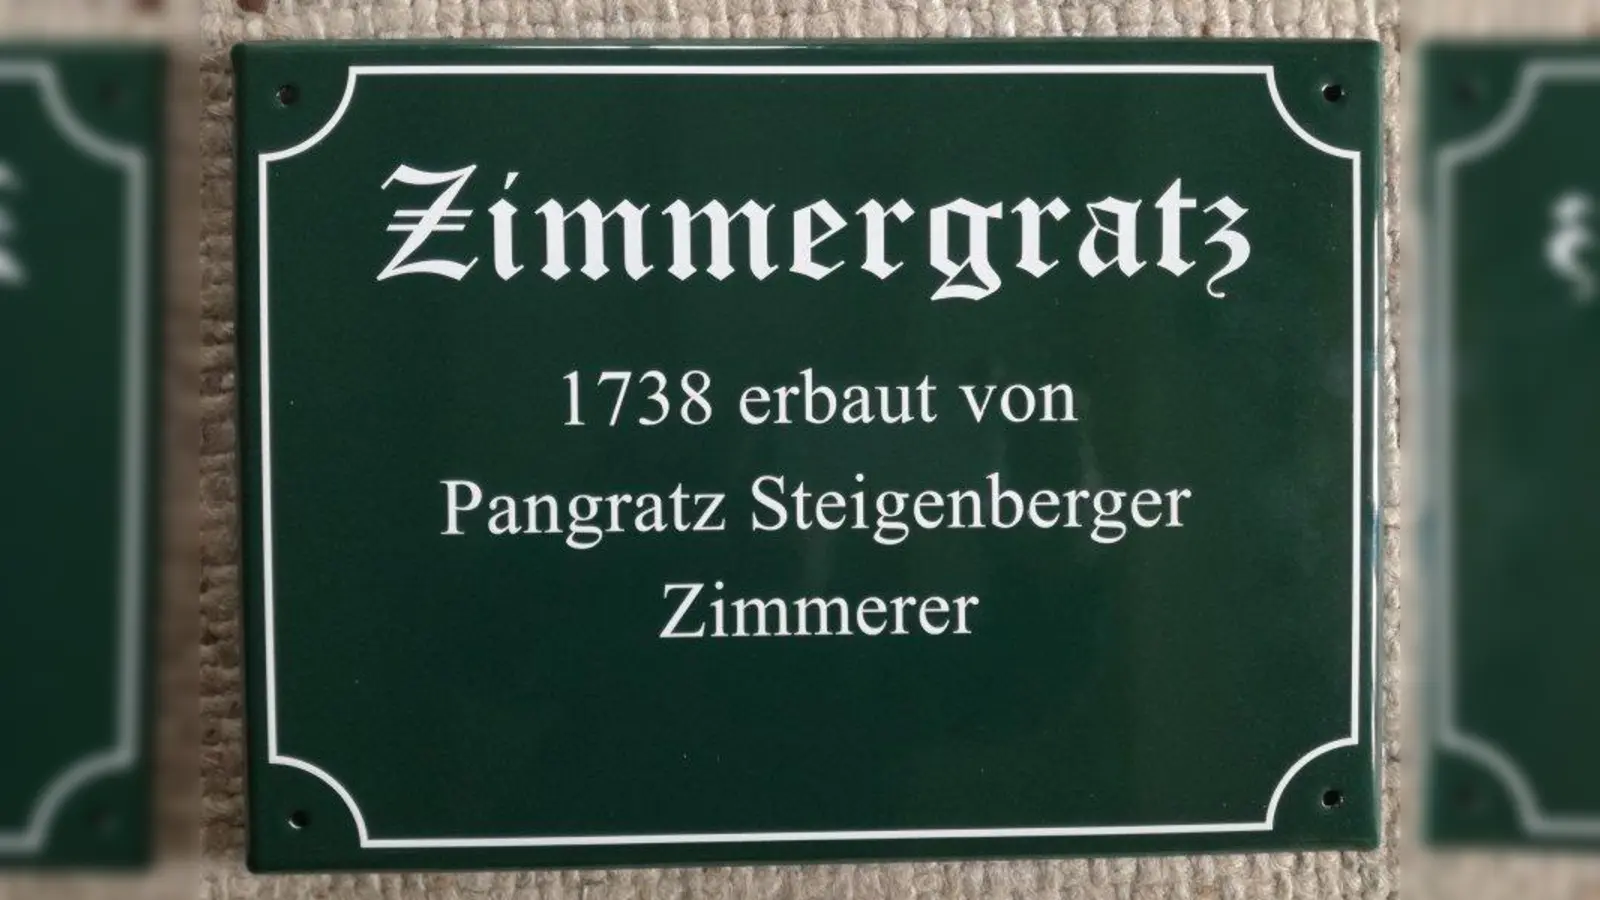 Zimmergratz
1738 erbaut von
Pangratz Steigenberger
Zimmerer